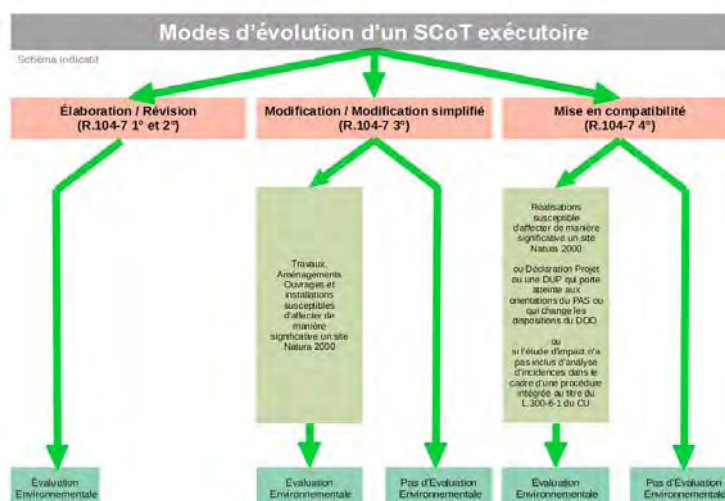 Modes d'évolution d'un SCoT exécutoire
Schéma indicatif
Élaboration / Révision
(R.104-7 1° et 2°)
Modification / Modification simplifié
(R.104-7 3°)
Mise en compatibilité
(R.104-7 4°)
Travaux,
Aménagements
Ouvrages et
installations
susceptibles
d'affecter de
manière
significative un site
Natura 2000
Réalisations
susceptible
d'affecter de manière
significative un site
Natura 2000
ou Déclaration Projet
ou une DUP qui porte
atteinte aux
orientations du PAS ou
qui change les
dispositions du DOO
ou
si l'étude d'impact n'a
pas inclus d'analyse
d'incidences dans le
cadre d'une procédure
intégrée au titre du
L.300-6-1 du CU
Évaluation
Environnementale
Évaluation
Environnementale
Pas d'Évaluation
Environnementale
Évaluation
Environnementale
Pas d'Évaluation
Environnementale